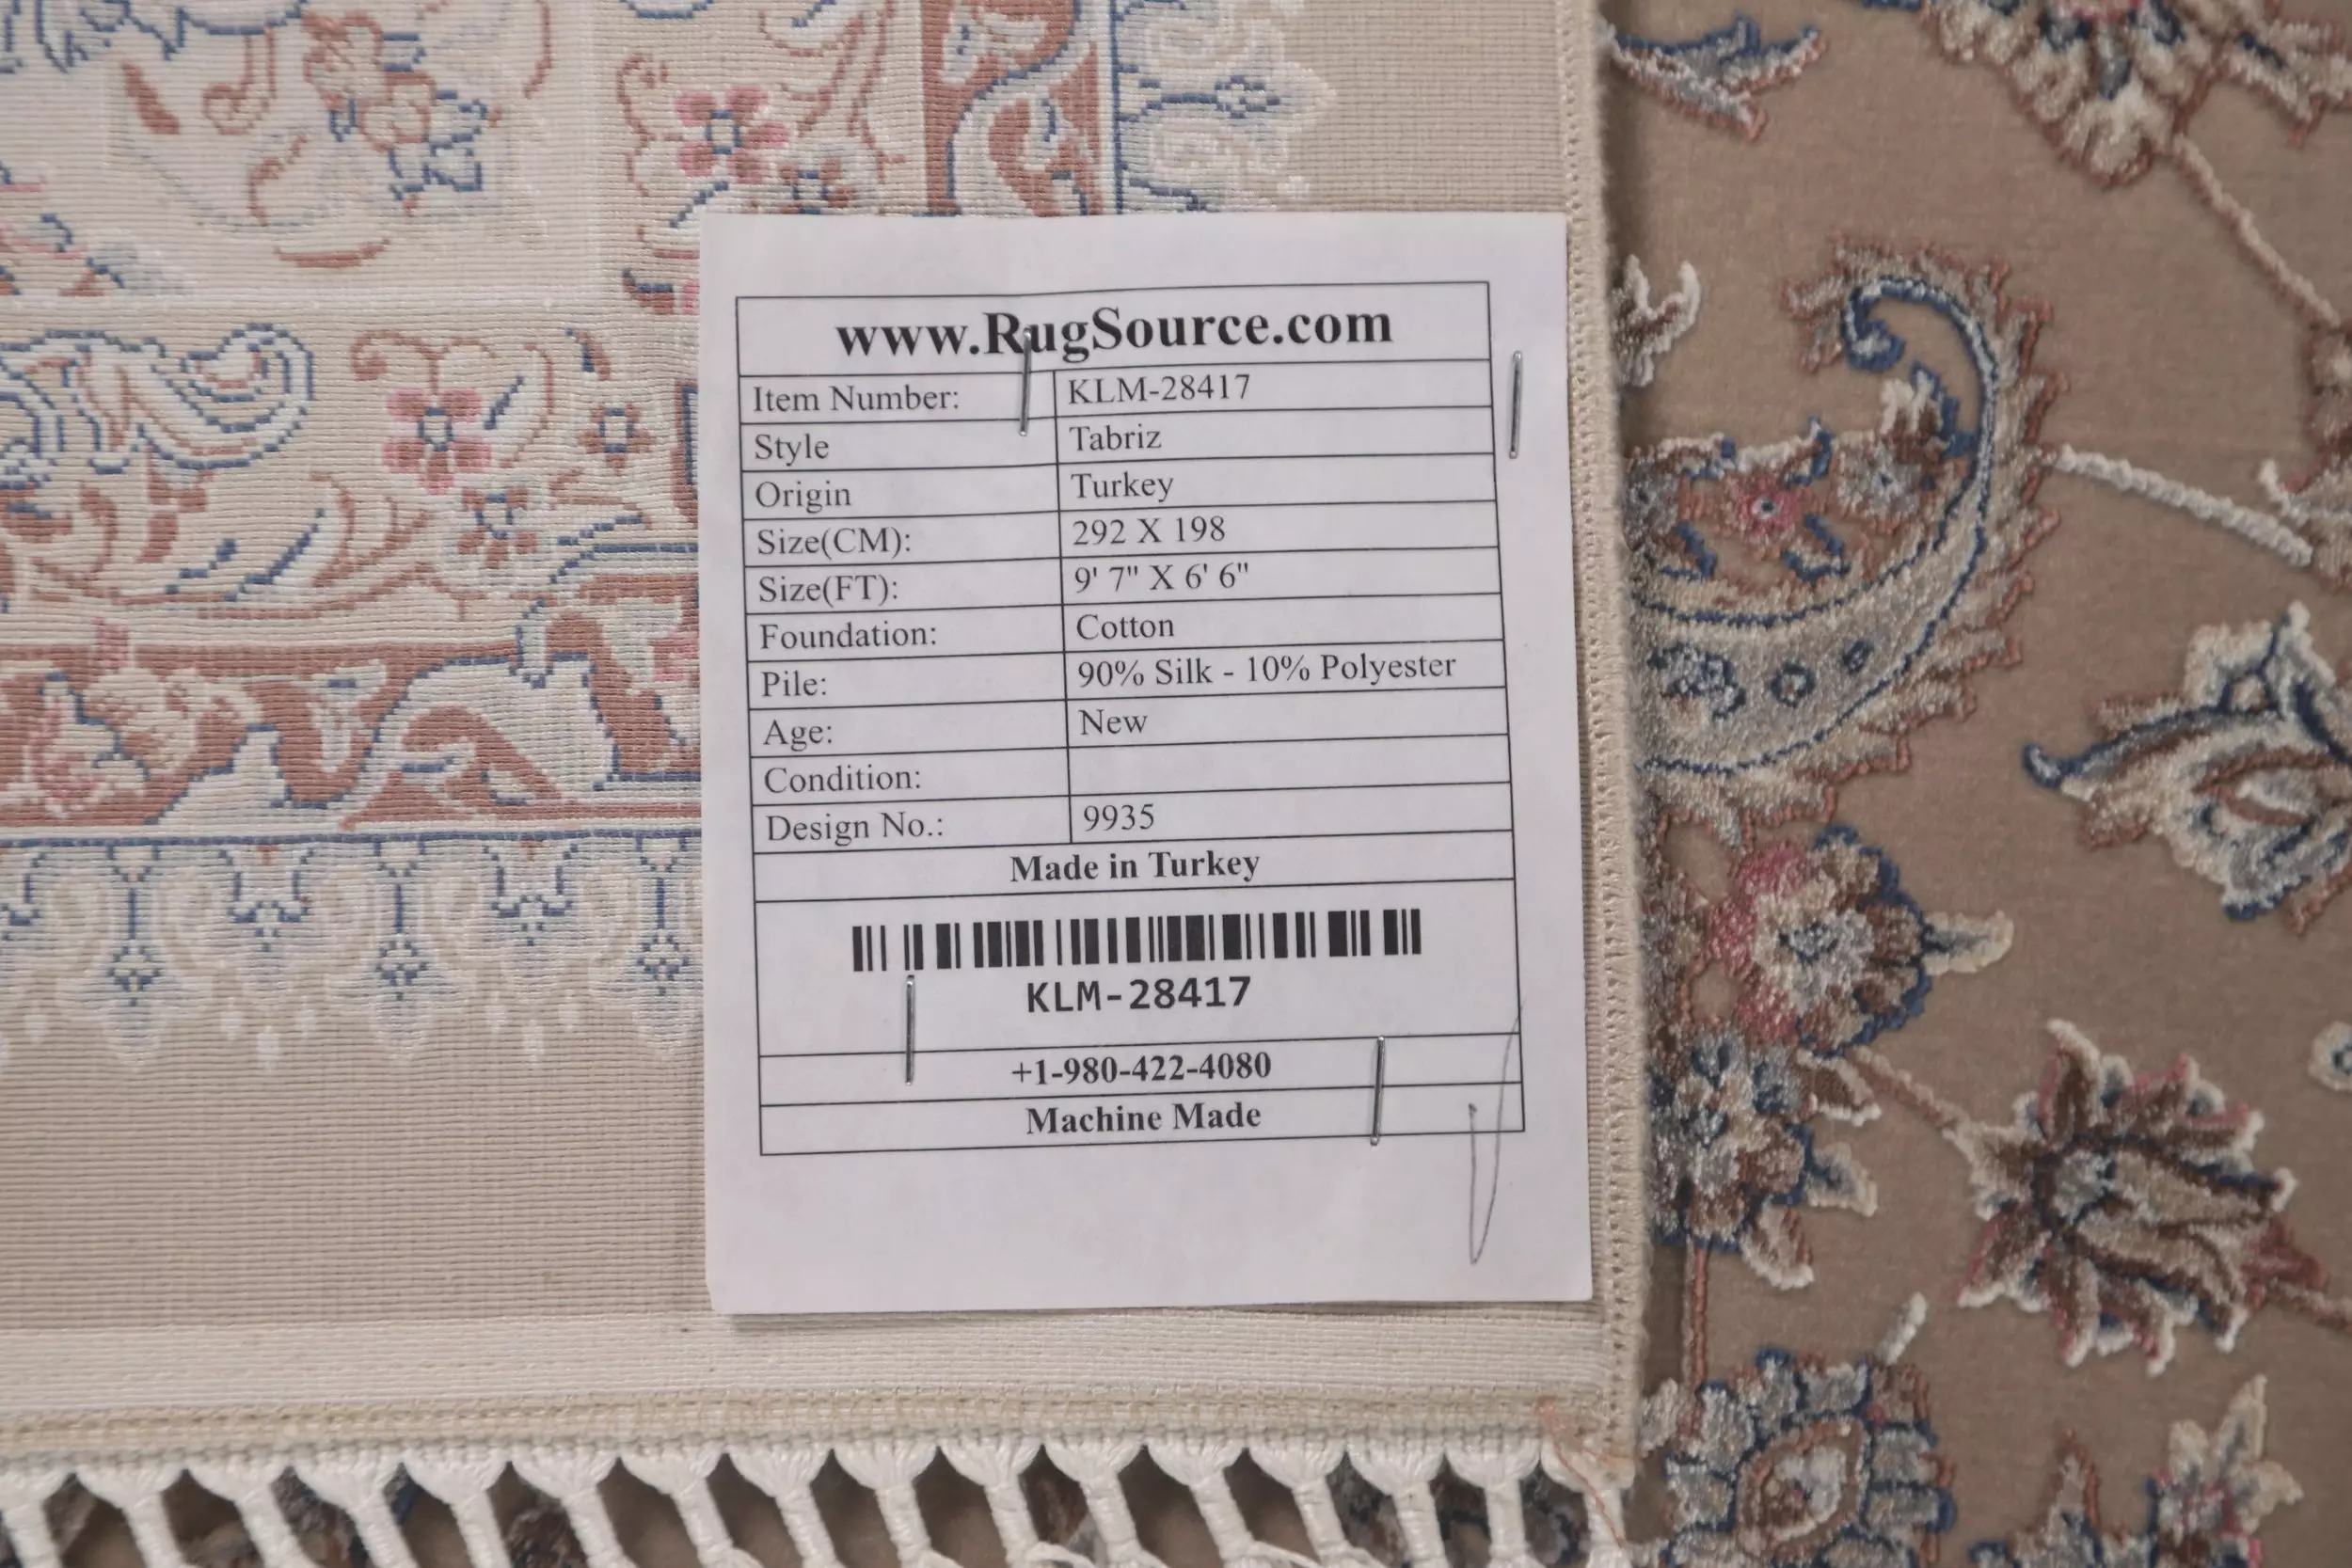 www.RugSource.com
Item Number: KLM-28417
Style Tabriz
Origin Turkey
Size(CM): 292 X 198
Size(FT): 9' 7" X 6' 6"
Foundation: Cotton
Pile: 90% Silk - 10% Polyester
Age: New
Condition:
Design No.: 9935
Made in Turkey
KLM-28417
+1-980-422-4080
Machine Made